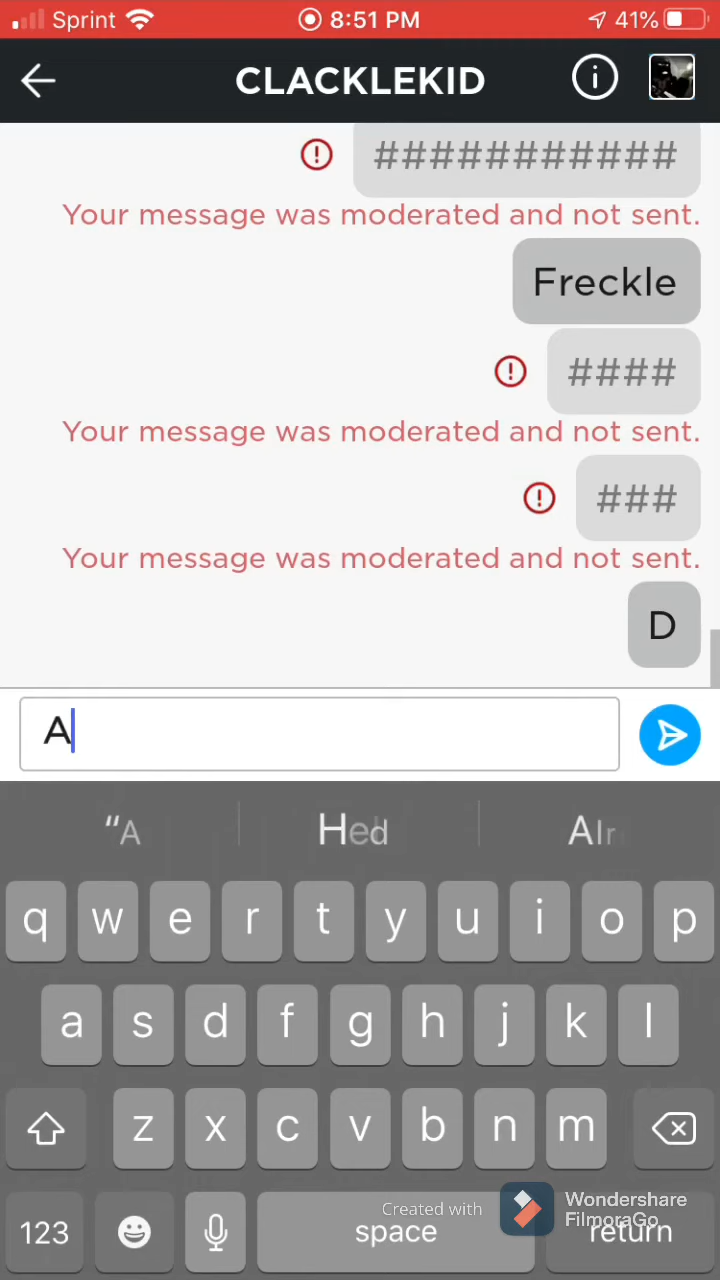 Sprint 8:51 PM 41%
CLACKLEKID
###########
Your message was moderated and not sent.
Freckle
####
Your message was moderated and not sent.
###
Your message was moderated and not sent.
D
A
"A Hed Alr
q w e r t y u i o p
a s d f g h j k l
z x c v b n m
123 space return
Created with Wondershare
FilmoraGo